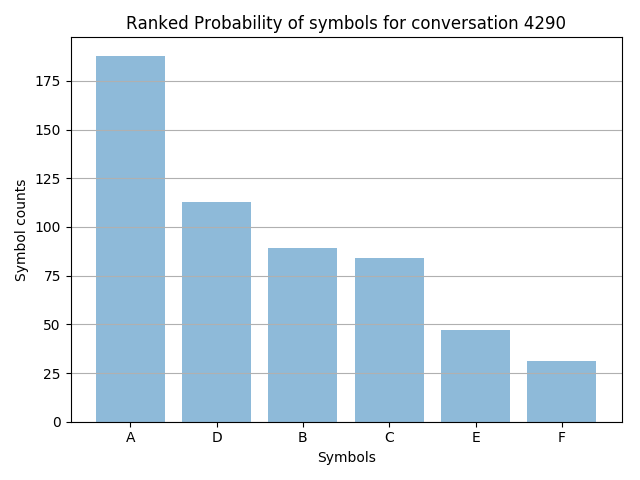 Ranked Probability of symbols for conversation 4290
Symbol counts
175
150
125
100
75
50
25
0
A D B C E F
Symbols